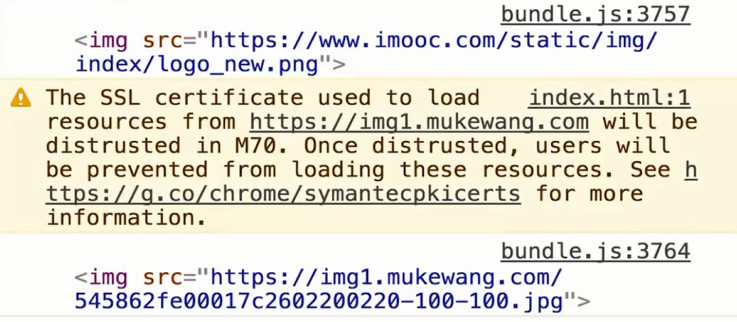 bundle.js:3757
<img src="https://www.imooc.com/static/img/
index/logo_new.png">
The SSL certificate used to load index.html:1
resources from https://img1.mukewang.com will be
distrusted in M70. Once distrusted, users will
be prevented from loading these resources. See h
ttps://g.co/chrome/symantecpkicerts for more
information.
bundle.js:3764
<img src="https://img1.mukewang.com/
545862fe00017c2602200220-100-100.jpg">